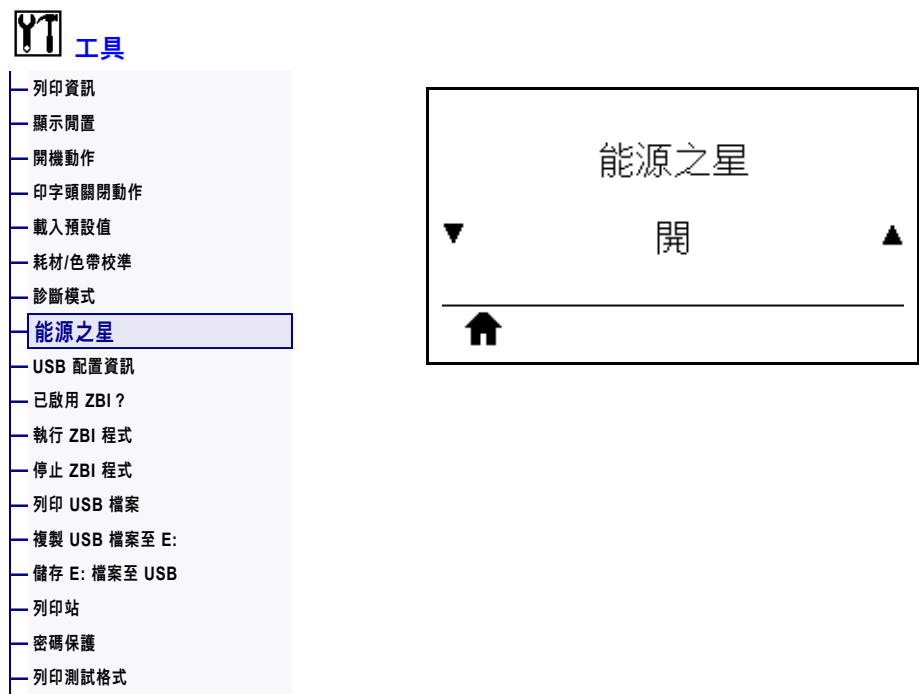 工具
列印資訊
顯示閒置
開機動作
印字頭關閉動作
載入預設值
耗材/色帶校準
診斷模式
能源之星
USB 配置資訊
已啟用 ZBI？
執行 ZBI 程式
停止 ZBI 程式
列印 USB 檔案
複製 USB 檔案至 E:
儲存 E: 檔案至 USB
列印站
密碼保護
列印測試格式
能源之星
開